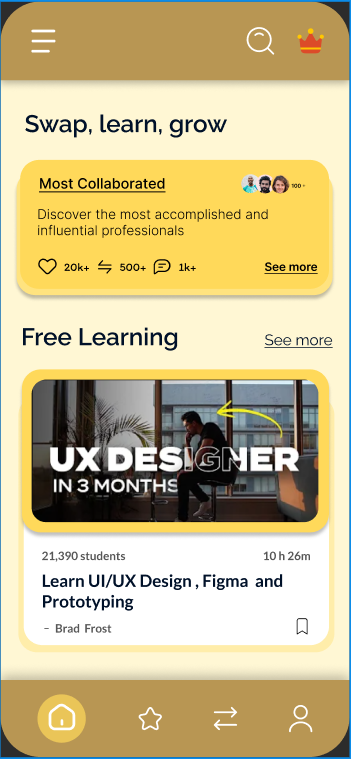 Swap, learn, grow
Most Collaborated
100 +
Discover the most accomplished and
influential professionals
20k+
500+
1k+
See more
Free Learning
See more
UX DESIGNER
IN 3 MONTHS
21,390 students
10 h 26m
Learn UI/UX Design , Figma and
Prototyping
– Brad Frost